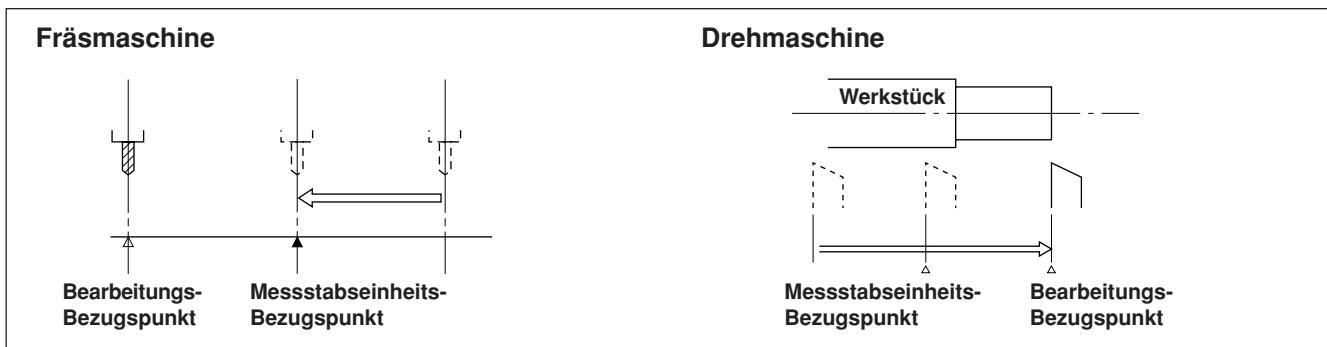 Fräsmaschine
Bearbeitungs-
Bezugspunkt
Messstabseinheits-
Bezugspunkt
Drehmaschine
Werkstück
Messstabseinheits-
Bezugspunkt
Bearbeitungs-
Bezugspunkt